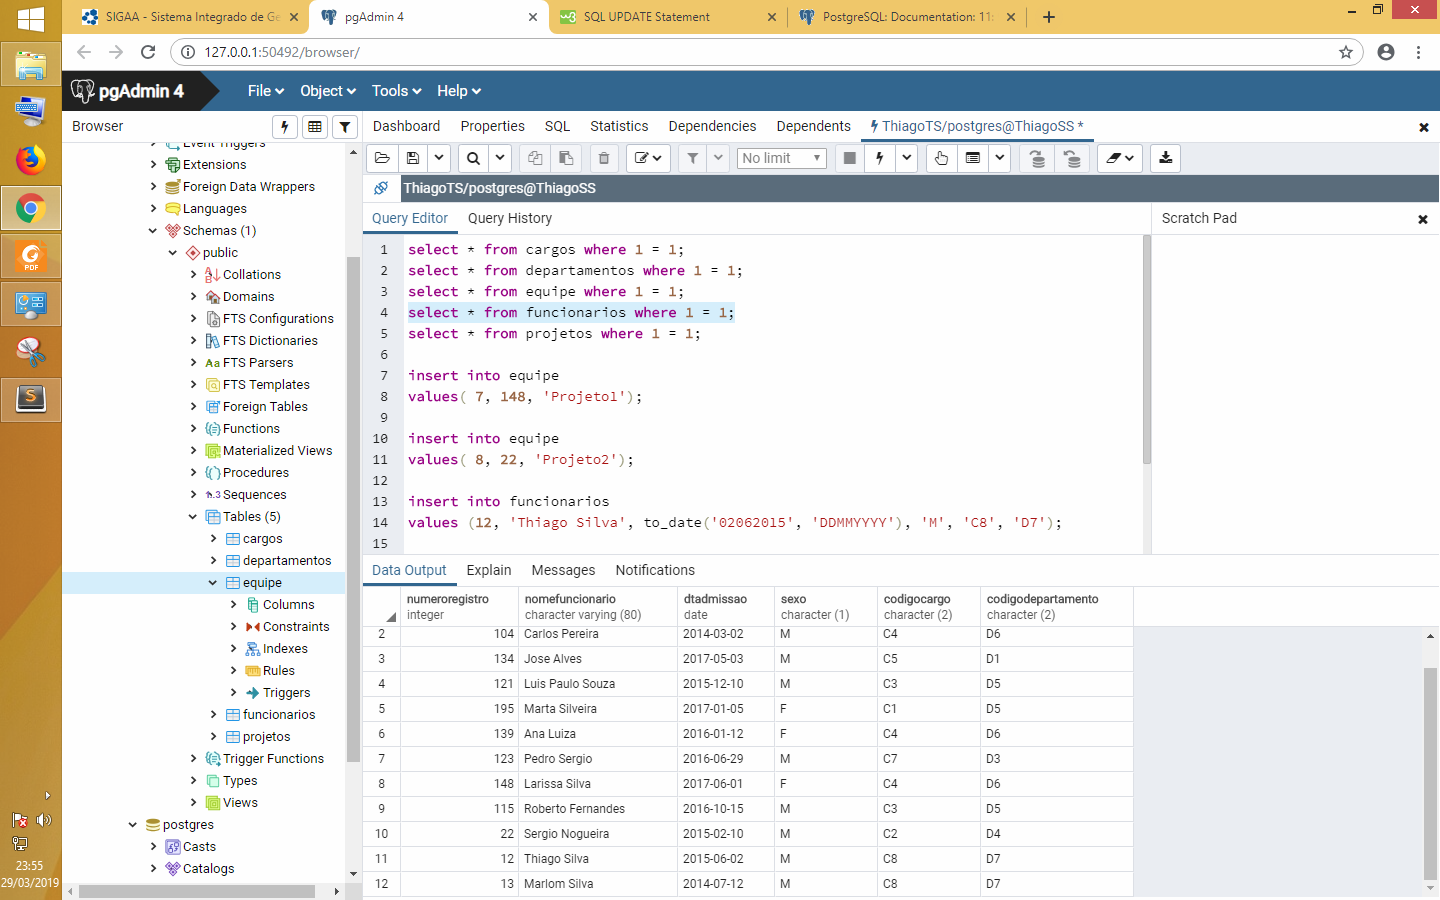 SIGAA - Sistema Integrado de Ge
pgAdmin 4
SQL UPDATE Statement
PostgreSQL: Documentation: 11:
127.0.0.1:50492/browser/
pgAdmin 4
File
Object
Tools
Help
Browser
Dashboard
Properties
SQL
Statistics
Dependencies
Dependents
ThiagoTS/postgres@ThiagoSS *
No limit
ThiagoTS/postgres@ThiagoSS
Query Editor
Query History
Scratch Pad
Event Triggers
Extensions
Foreign Data Wrappers
Languages
Schemas (1)
public
Collations
Domains
FTS Configurations
FTS Dictionaries
Aa FTS Parsers
FTS Templates
Foreign Tables
Functions
Materialized Views
Procedures
1..3 Sequences
Tables (5)
cargos
departamentos
equipe
Columns
Constraints
Indexes
Rules
Triggers
funcionarios
projetos
Trigger Functions
Types
Views
postgres
Casts
Catalogs
1 select * from cargos where 1 = 1;
2 select * from departamentos where 1 = 1;
3 select * from equipe where 1 = 1;
4 select * from funcionarios where 1 = 1;
5 select * from projetos where 1 = 1;
6
7 insert into equipe
8 values( 7, 148, 'Projeto1');
9
10 insert into equipe
11 values( 8, 22, 'Projeto2');
12
13 insert into funcionarios
14 values (12, 'Thiago Silva', to_date('02062015', 'DDMMYYYY'), 'M', 'C8', 'D7');
15
Data Output
Explain
Messages
Notifications
numeroregistro nomefuncionario dtadmissao sexo codigocargo codigodepartamento
integer character varying (80) date character (1) character (2) character (2)
2 104 Carlos Pereira 2014-03-02 M C4 D6
3 134 Jose Alves 2017-05-03 M C5 D1
4 121 Luis Paulo Souza 2015-12-10 M C3 D5
5 195 Marta Silveira 2017-01-05 F C1 D5
6 139 Ana Luiza 2016-01-12 F C4 D6
7 123 Pedro Sergio 2016-06-29 M C7 D3
8 148 Larissa Silva 2017-06-01 F C4 D6
9 115 Roberto Fernandes 2016-10-15 M C3 D5
10 22 Sergio Nogueira 2015-02-10 M C2 D4
11 12 Thiago Silva 2015-06-02 M C8 D7
12 13 Marlom Silva 2014-07-12 M C8 D7
PDF
23:55
29/03/2019